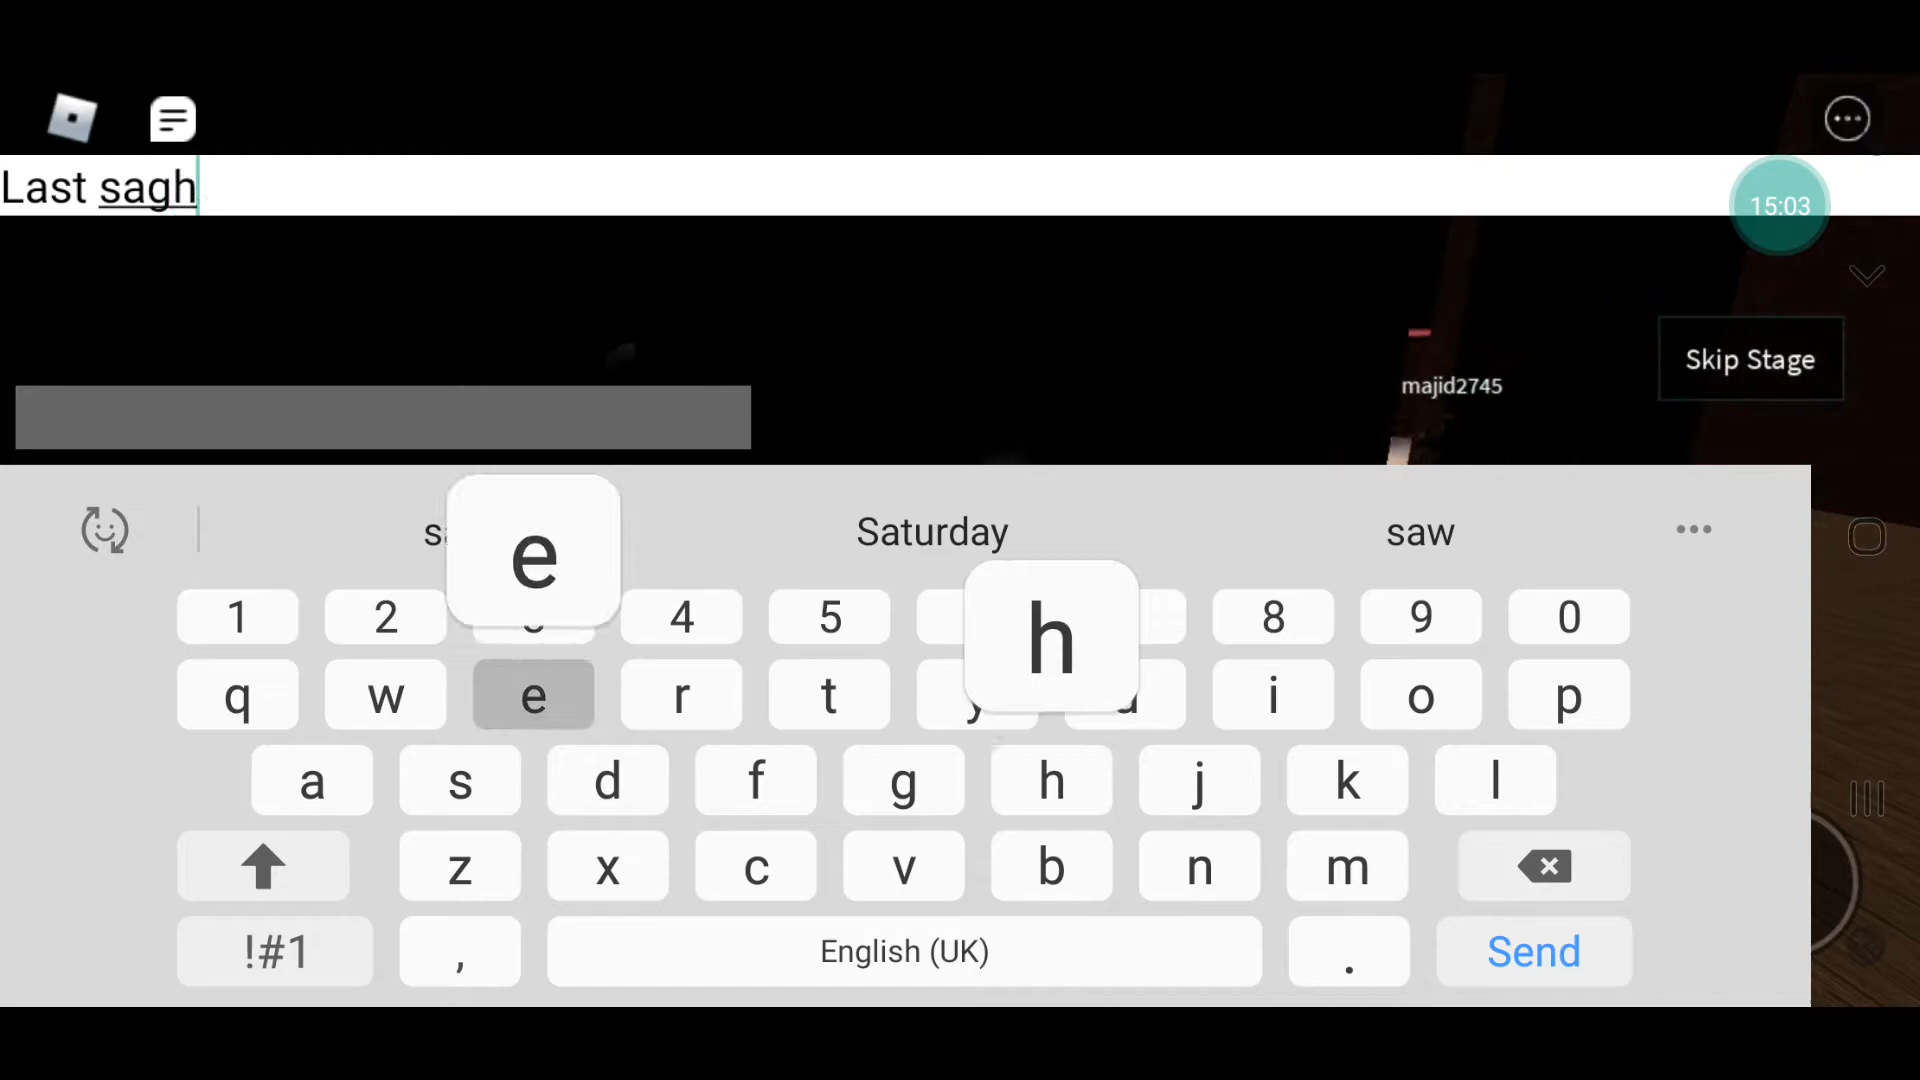 Last sagh
15:03
Skip Stage
majid2745
e
Saturday
saw
h
1 2 4 5 8 9 0
q w e r t y u i o p
a s d f g h j k l
z x c v b n m
!#1 , English (UK) . Send